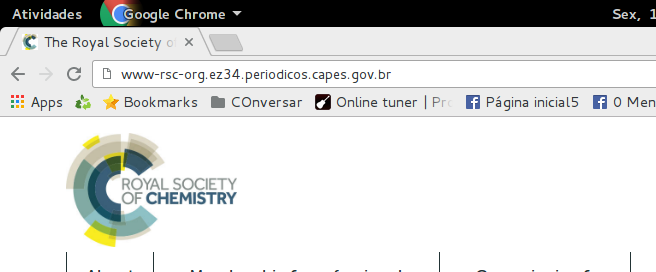 Atividades Google Chrome Sex, 1
The Royal Society o
www-rsc-org.ez34.periodicos.capes.gov.br
Apps Bookmarks COnversar Online tuner | Pro Página inicial5 0 Men
ROYAL SOCIETY
OF CHEMISTRY